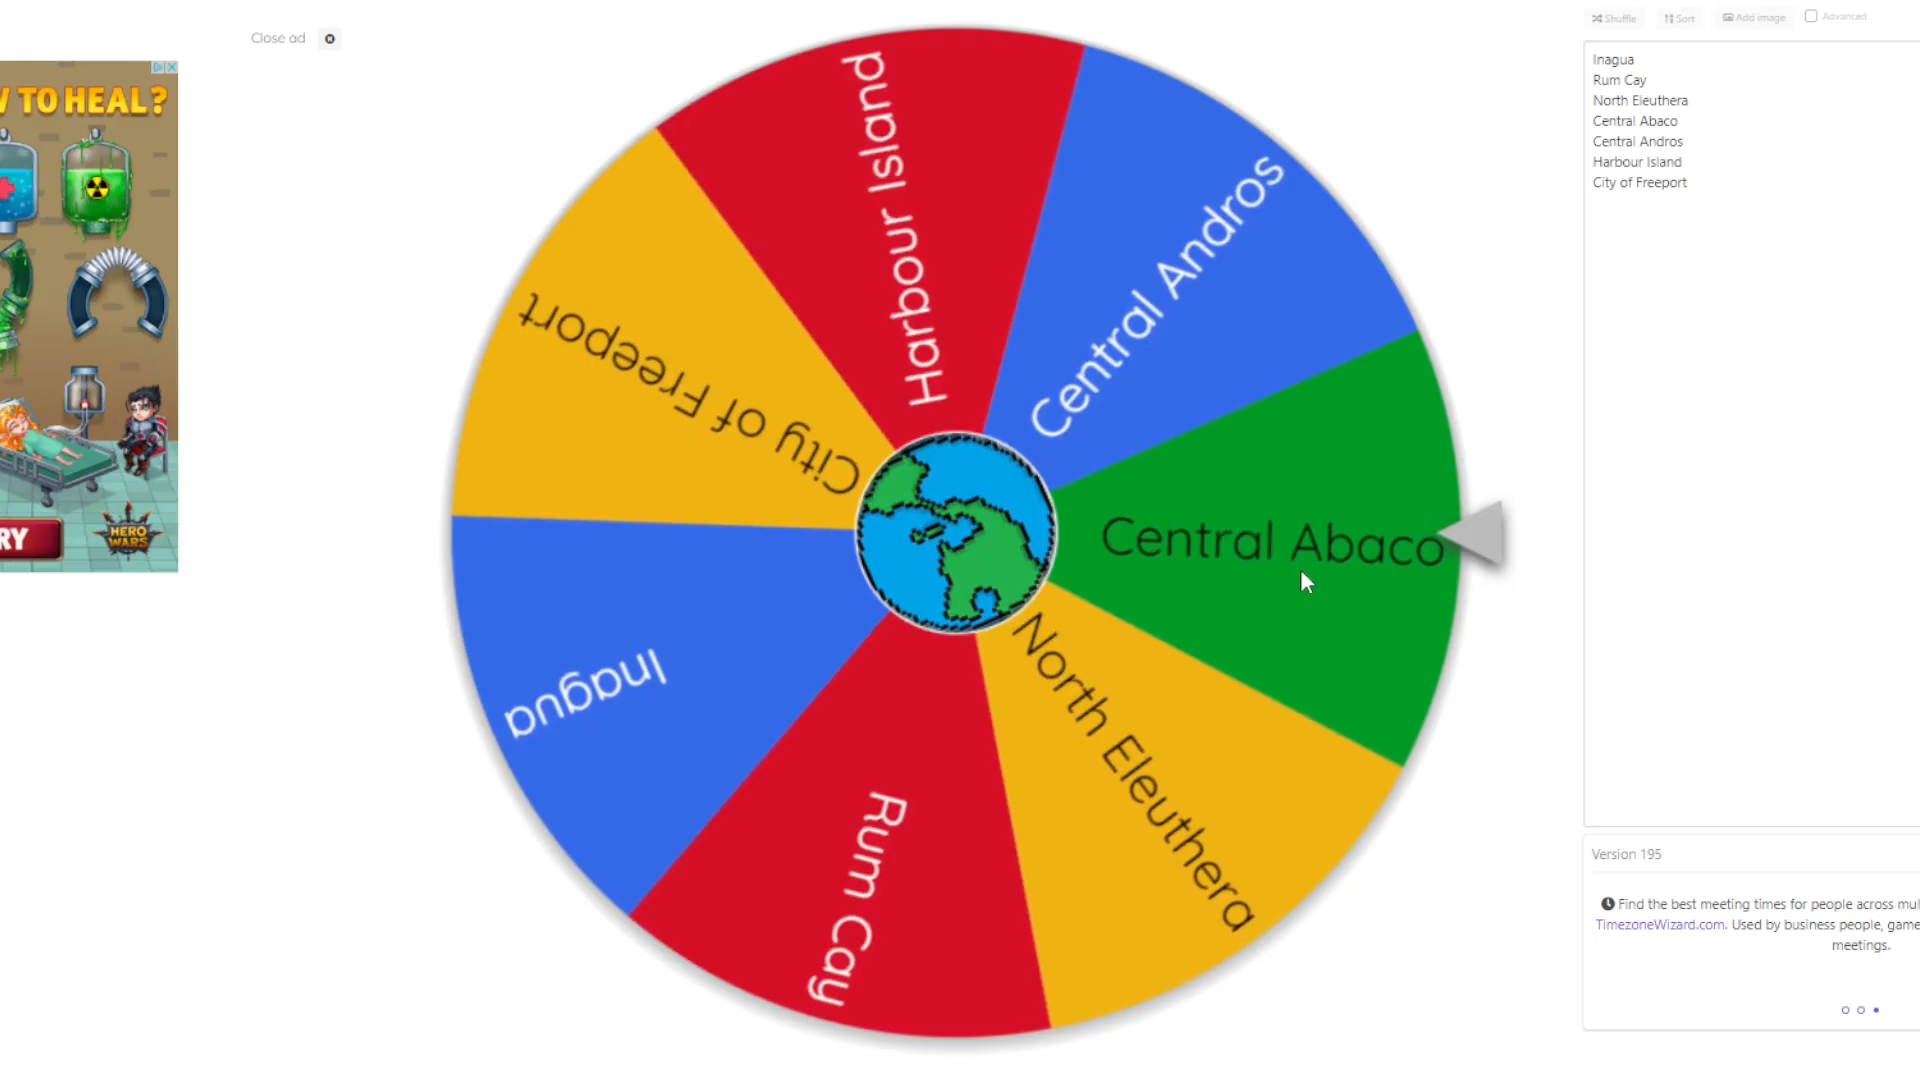 Close ad
W TO HEAL?
RY
HERO
WARS
Harbour Island
Central Andros
Central Abaco
North Eleuthera
Rum Cay
Inagua
City of Freeport
Shuffle
Sort
Add image
Advanced
Inagua
Rum Cay
North Eleuthera
Central Abaco
Central Andros
Harbour Island
City of Freeport
Version 195
Find the best meeting times for people across mul
TimezoneWizard.com. Used by business people, game
meetings.